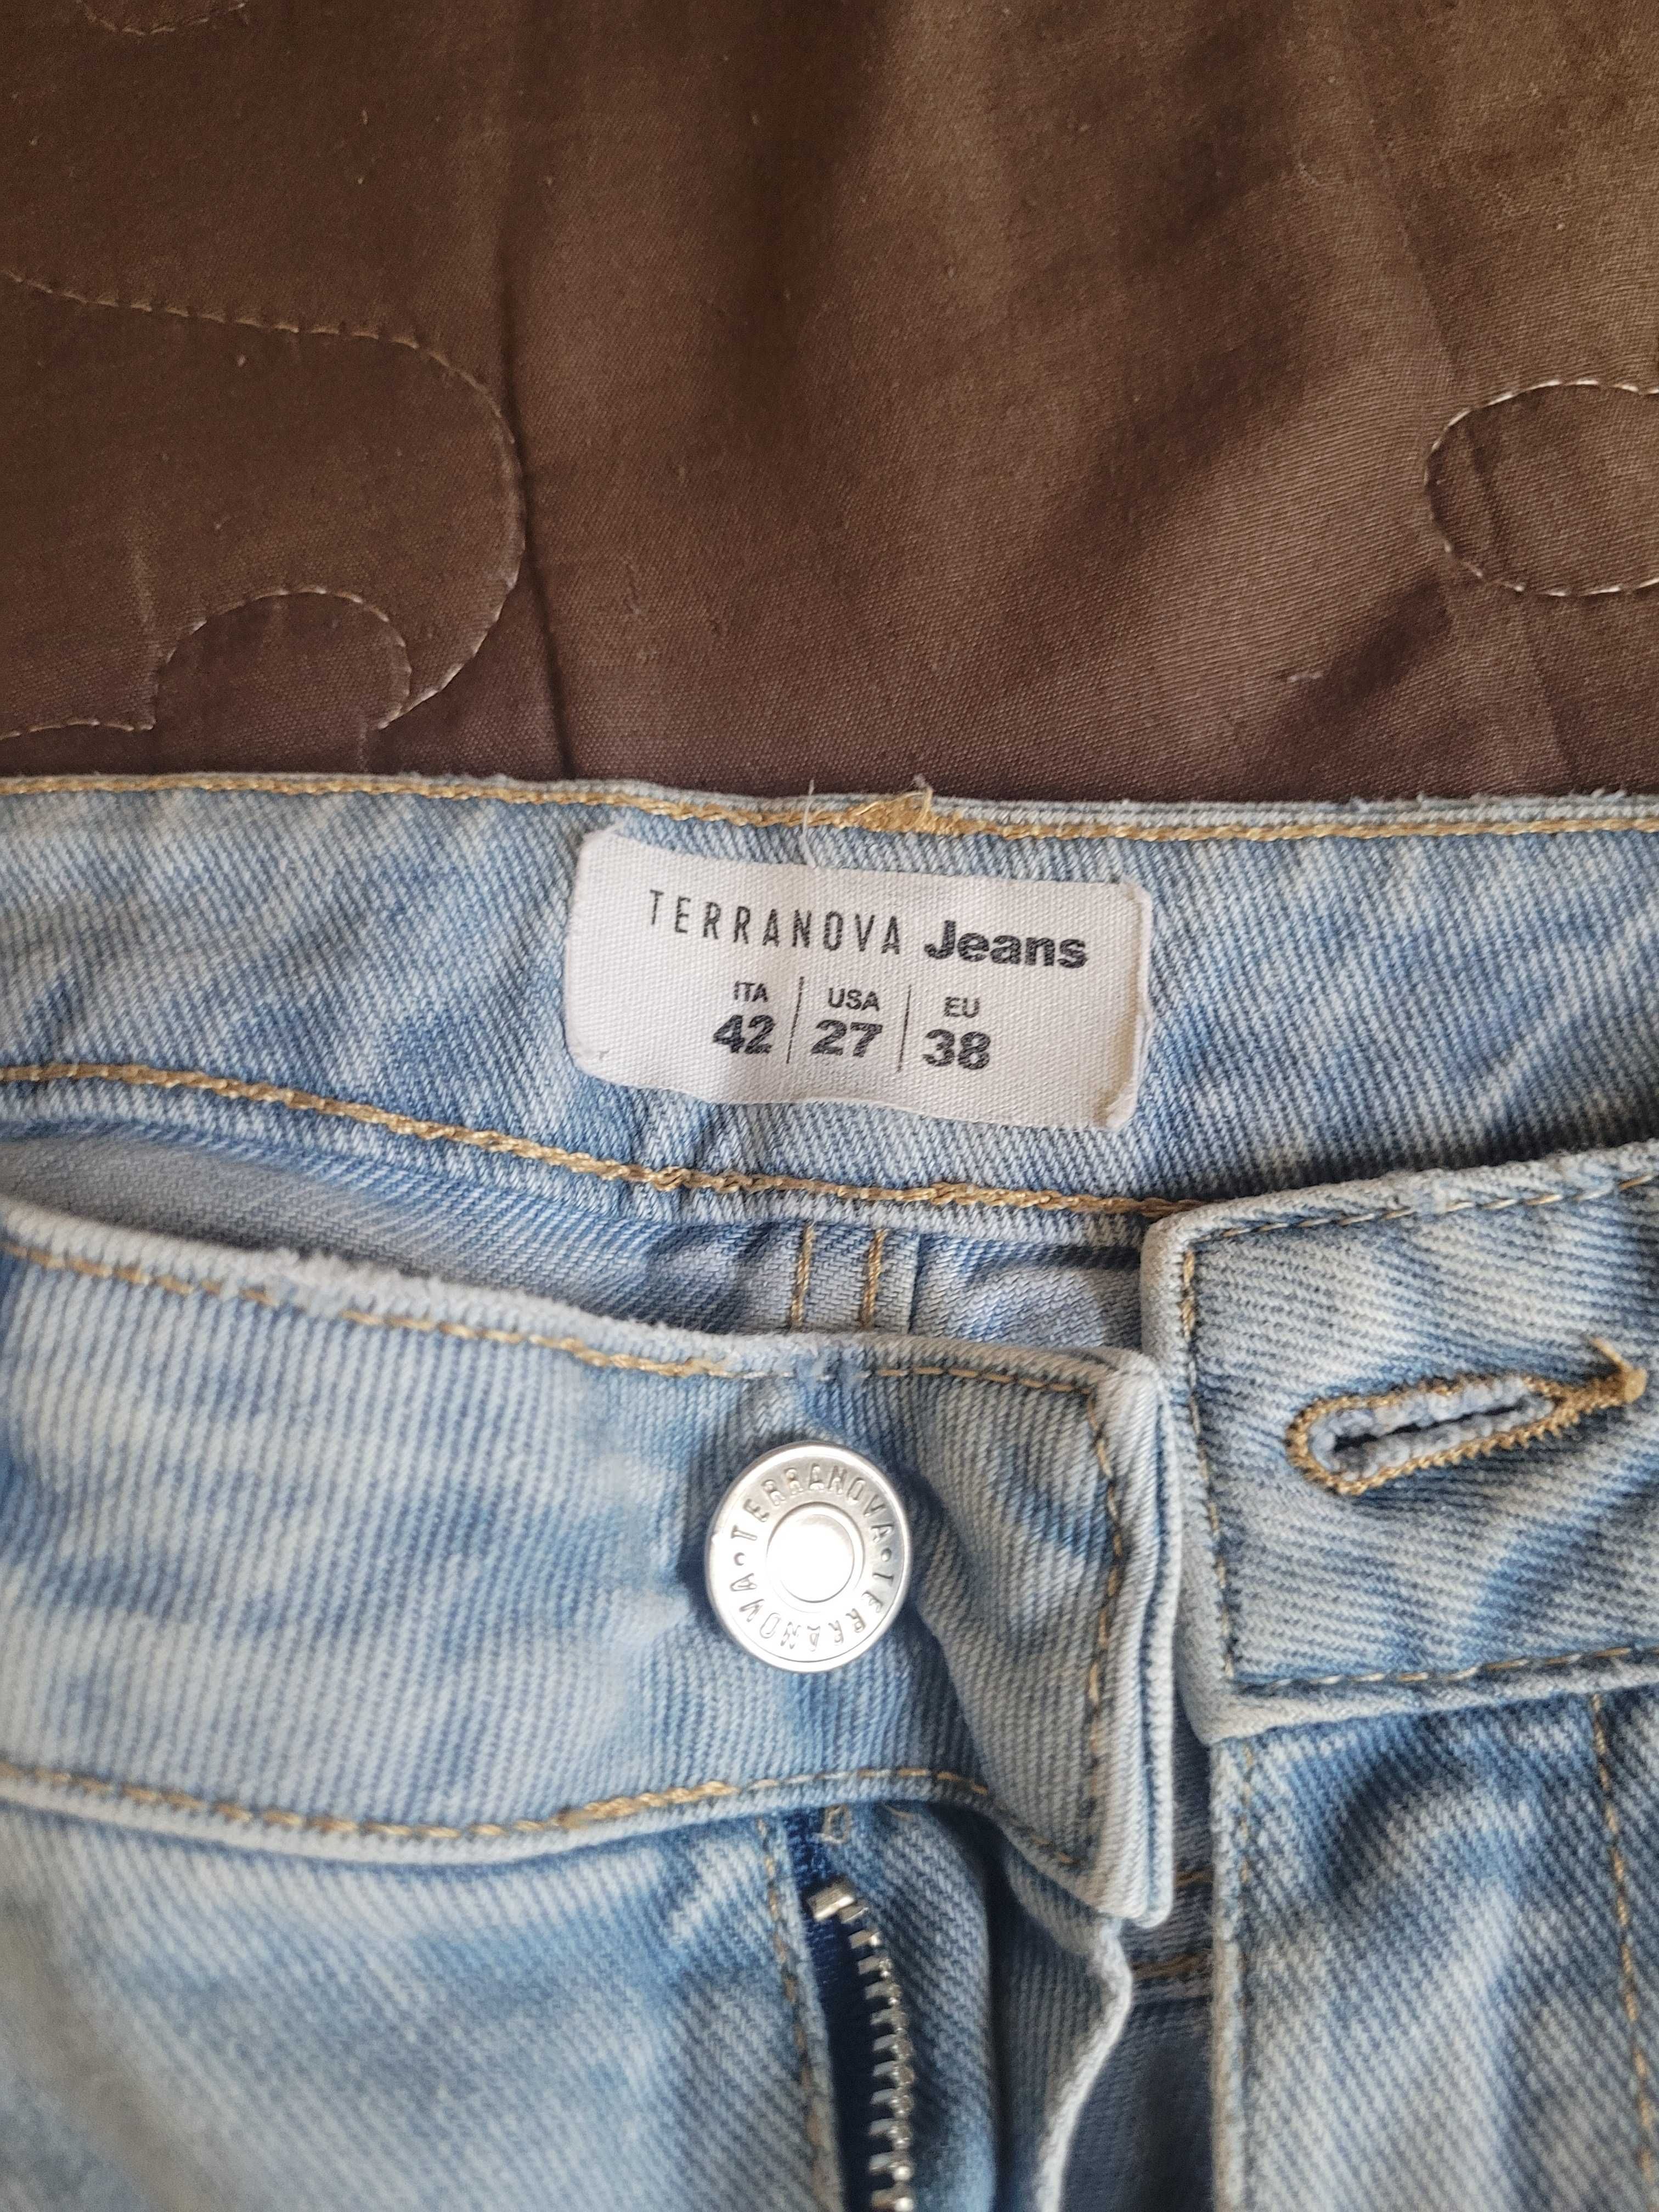 TERRANOVA Jeans
ITA USA EU
42 27 38
TERRANOVA • TERRANOVA •